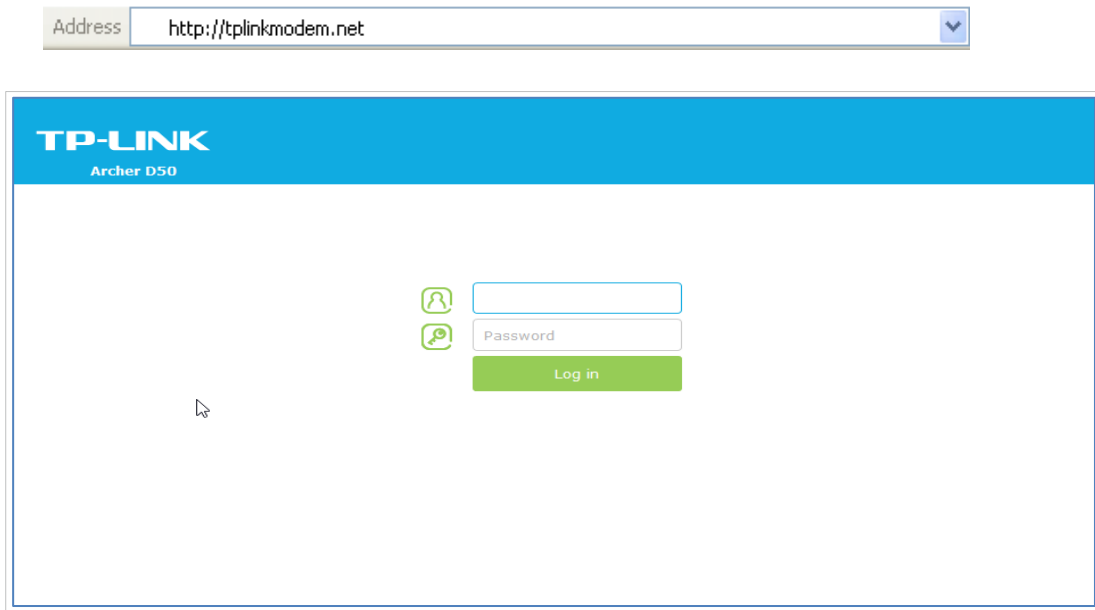 Address http://tplinkmodem.net
TP-LINK
Archer D50
Password
Log in